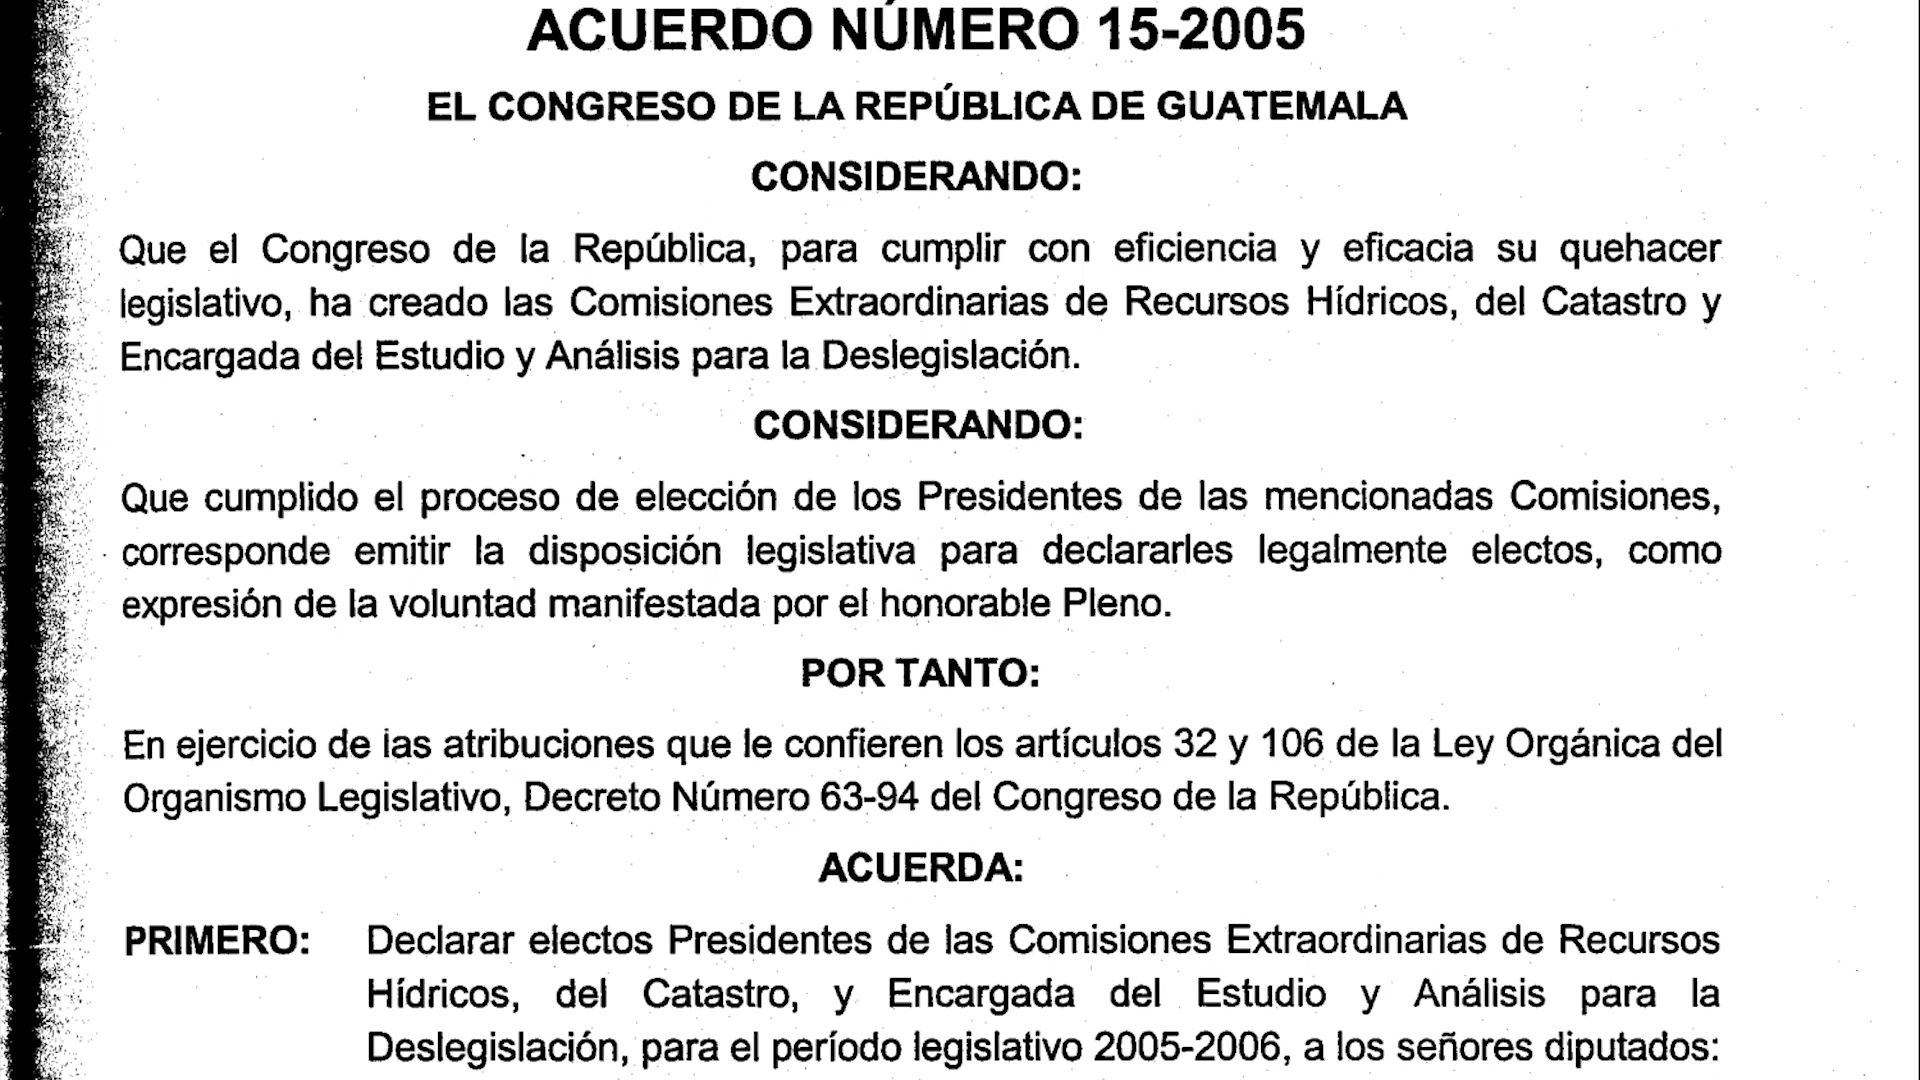 ACUERDO NÚMERO 15-2005
EL CONGRESO DE LA REPÚBLICA DE GUATEMALA
CONSIDERANDO:
Que el Congreso de la República, para cumplir con eficiencia y eficacia su quehacer
legislativo, ha creado las Comisiones Extraordinarias de Recursos Hídricos, del Catastro y
Encargada del Estudio y Análisis para la Deslegislación.
CONSIDERANDO:
Que cumplido el proceso de elección de los Presidentes de las mencionadas Comisiones,
corresponde emitir la disposición legislativa para declararles legalmente electos, como
expresión de la voluntad manifestada por el honorable Pleno.
POR TANTO:
En ejercicio de las atribuciones que le confieren los artículos 32 y 106 de la Ley Orgánica del
Organismo Legislativo, Decreto Número 63-94 del Congreso de la República.
ACUERDA:
PRIMERO: Declarar electos Presidentes de las Comisiones Extraordinarias de Recursos
Hídricos, del Catastro, y Encargada del Estudio y Análisis para la
Deslegislación, para el período legislativo 2005-2006, a los señores diputados: